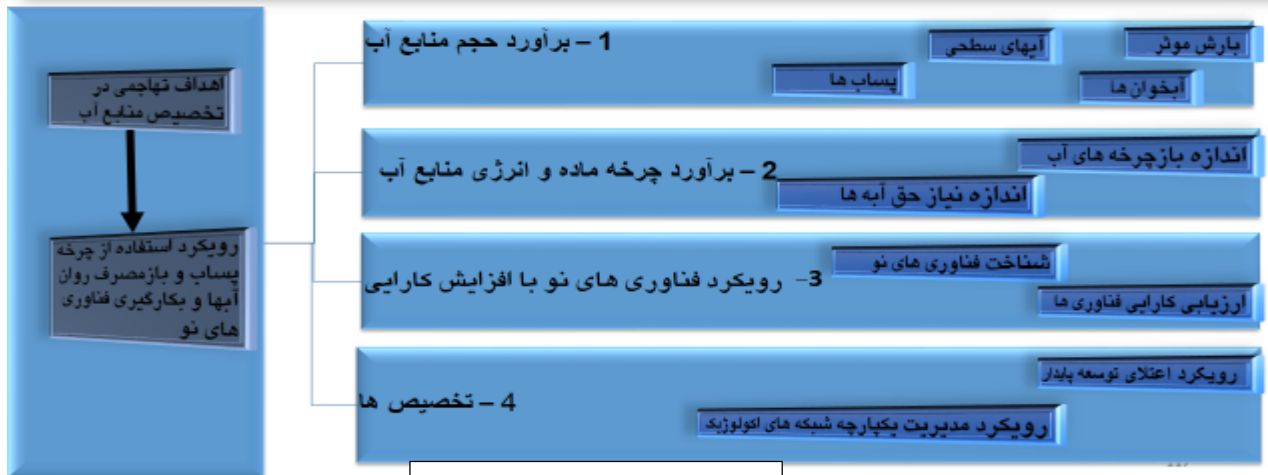 اهداف تهاجمی در
تخصیص منابع آب
رویکرد استفاده از چرخه
پساب و بازمصرف روان
آبها و بکارگیری فناوری
های نو
1 – برآورد حجم منابع آب
بارش موثر
آبهای سطحی
آبخوان ها
پساب ها
2 – برآورد چرخه ماده و انرژی منابع آب
اندازه بازچرخه های آب
اندازه نیاز حق آبه ها
3- رویکرد فناوری های نو با افزایش کارایی
شناخت فناوری های نو
ارزیابی کارایی فناوری ها
4 – تخصیص ها
رویکرد اعتلای توسعه پایدار
رویکرد مدیریت یکپارچه شبکه های اکولوژیک